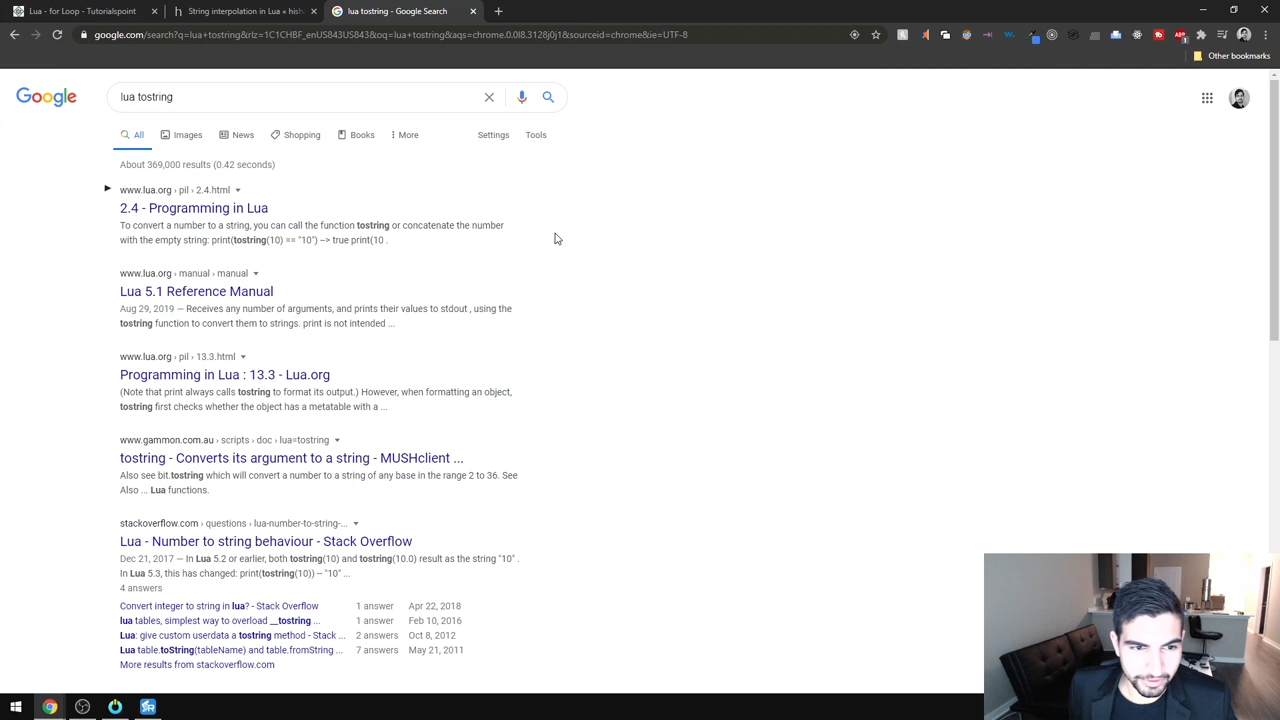 Lua - for Loop - Tutorialspoint
String interpolation in Lua « hish
lua tostring - Google Search
google.com/search?q=lua+tostring&rlz=1C1CHBF_enUS843US843&oq=lua+tostring&aqs=chrome.0.0l8.3128j0j1&sourceid=chrome&ie=UTF-8
Other bookmarks
Google
lua tostring
All
Images
News
Shopping
Books
More
Settings
Tools
About 369,000 results (0.42 seconds)
www.lua.org › pil › 2.4.html
2.4 - Programming in Lua
To convert a number to a string, you can call the function tostring or concatenate the number
with the empty string: print(tostring(10) == "10") --> true print(10 .
www.lua.org › manual › manual
Lua 5.1 Reference Manual
Aug 29, 2019 — Receives any number of arguments, and prints their values to stdout , using the
tostring function to convert them to strings. print is not intended ...
www.lua.org › pil › 13.3.html
Programming in Lua : 13.3 - Lua.org
(Note that print always calls tostring to format its output.) However, when formatting an object,
tostring first checks whether the object has a metatable with a ...
www.gammon.com.au › scripts › doc › lua=tostring
tostring - Converts its argument to a string - MUSHclient ...
Also see bit.tostring which will convert a number to a string of any base in the range 2 to 36. See
Also ... Lua functions.
stackoverflow.com › questions › lua-number-to-string-...
Lua - Number to string behaviour - Stack Overflow
Dec 21, 2017 — In Lua 5.2 or earlier, both tostring(10) and tostring(10.0) result as the string "10" .
In Lua 5.3, this has changed: print(tostring(10)) -- "10" ...
4 answers
Convert integer to string in lua? - Stack Overflow 1 answer Apr 22, 2018
lua tables, simplest way to overload __tostring ... 1 answer Feb 10, 2016
Lua: give custom userdata a tostring method - Stack ... 2 answers Oct 8, 2012
Lua table.toString(tableName) and table.fromString ... 7 answers May 21, 2011
More results from stackoverflow.com